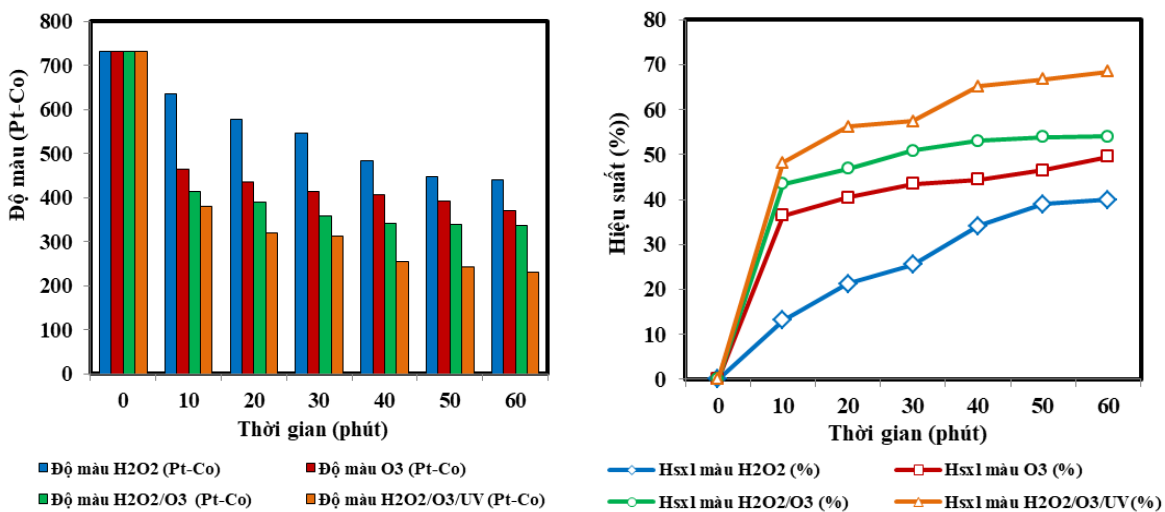 Độ màu (Pt-Co)
800
700
600
500
400
300
200
100
0
0 10 20 30 40 50 60
Thời gian (phút)
Độ màu H2O2 (Pt-Co) Độ màu O3 (Pt-Co)
Độ màu H2O2/O3 (Pt-Co) Độ màu H2O2/O3/UV (Pt-Co)
Hiệu suất (%))
80
70
60
50
40
30
20
10
0
0 10 20 30 40 50 60
Thời gian (phút)
Hsxl màu H2O2 (%) Hsxl màu O3 (%)
Hsxl màu H2O2/O3 (%) Hsxl màu H2O2/O3/UV(%)